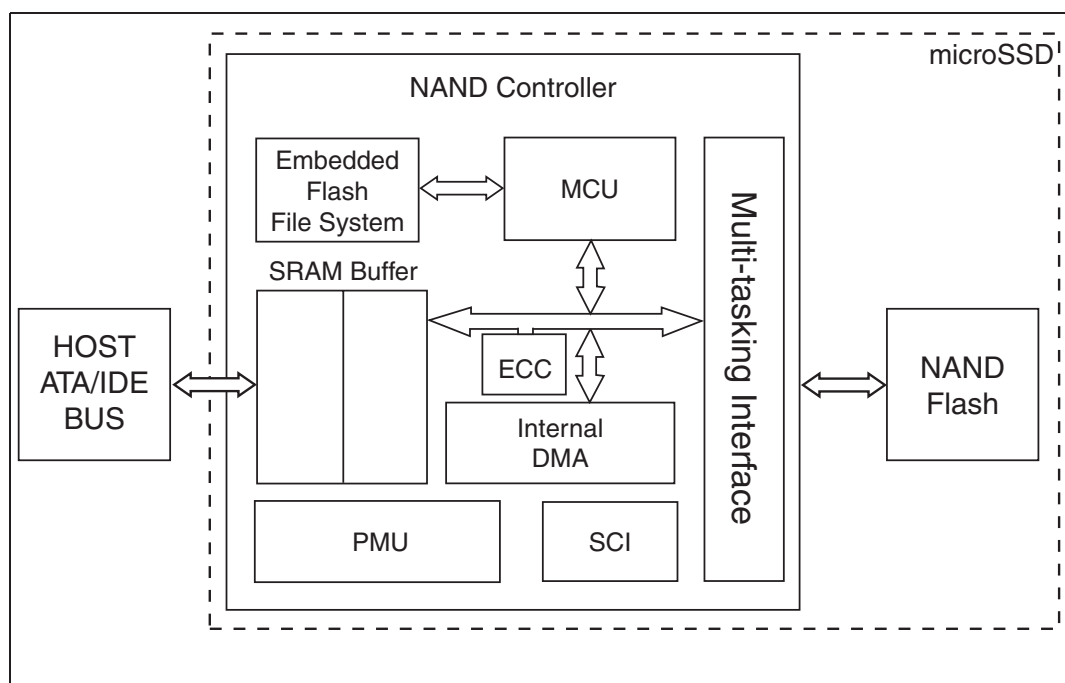 microSSD
NAND Controller
Embedded
Flash
File System
MCU
Multi-tasking Interface
SRAM Buffer
HOST
ATA/IDE
BUS
ECC
NAND
Flash
Internal
DMA
PMU
SCI